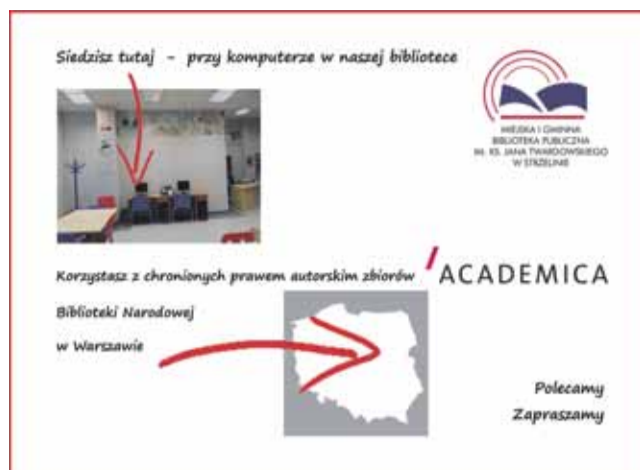 Siedzisz tutaj - przy komputerze w naszej bibliotece
MIEJSKA I GMINNA
BIBLIOTEKA PUBLICZNA
IM. KS. JANA TWARDOWSKIEGO
W STRZELINIE
Korzystasz z chronionych prawem autorskim zbiorów
ACADEMICA
Biblioteki Narodowej
w Warszawie
Polecamy
Zapraszamy